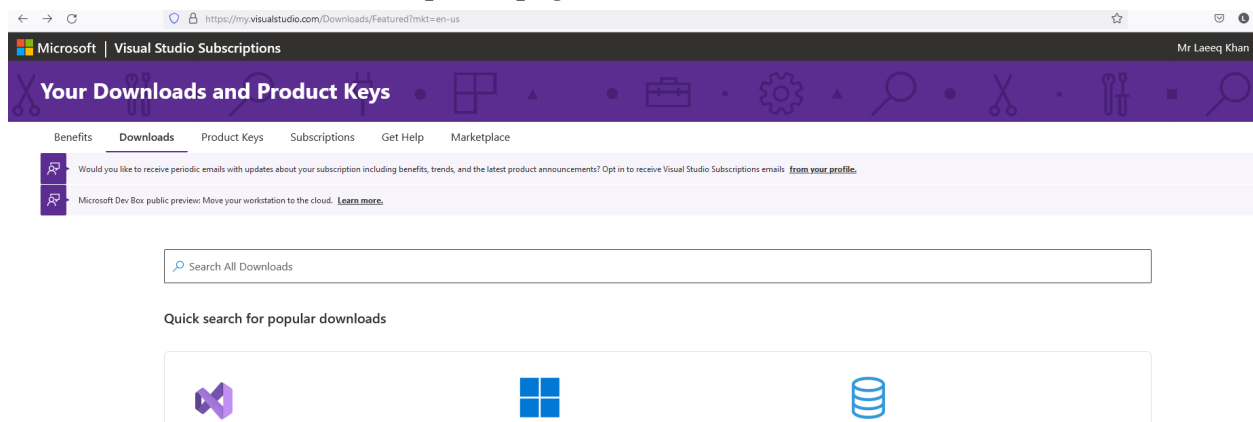 https://my.visualstudio.com/Downloads/Featured?mkt=en-us
L
Microsoft | Visual Studio Subscriptions
Mr Laeeq Khan
Your Downloads and Product Keys
Benefits Downloads Product Keys Subscriptions Get Help Marketplace
Would you like to receive periodic emails with updates about your subscription including benefits, trends, and the latest product announcements? Opt in to receive Visual Studio Subscriptions emails from your profile.
Microsoft Dev Box public preview: Move your workstation to the cloud. Learn more.
Search All Downloads
Quick search for popular downloads